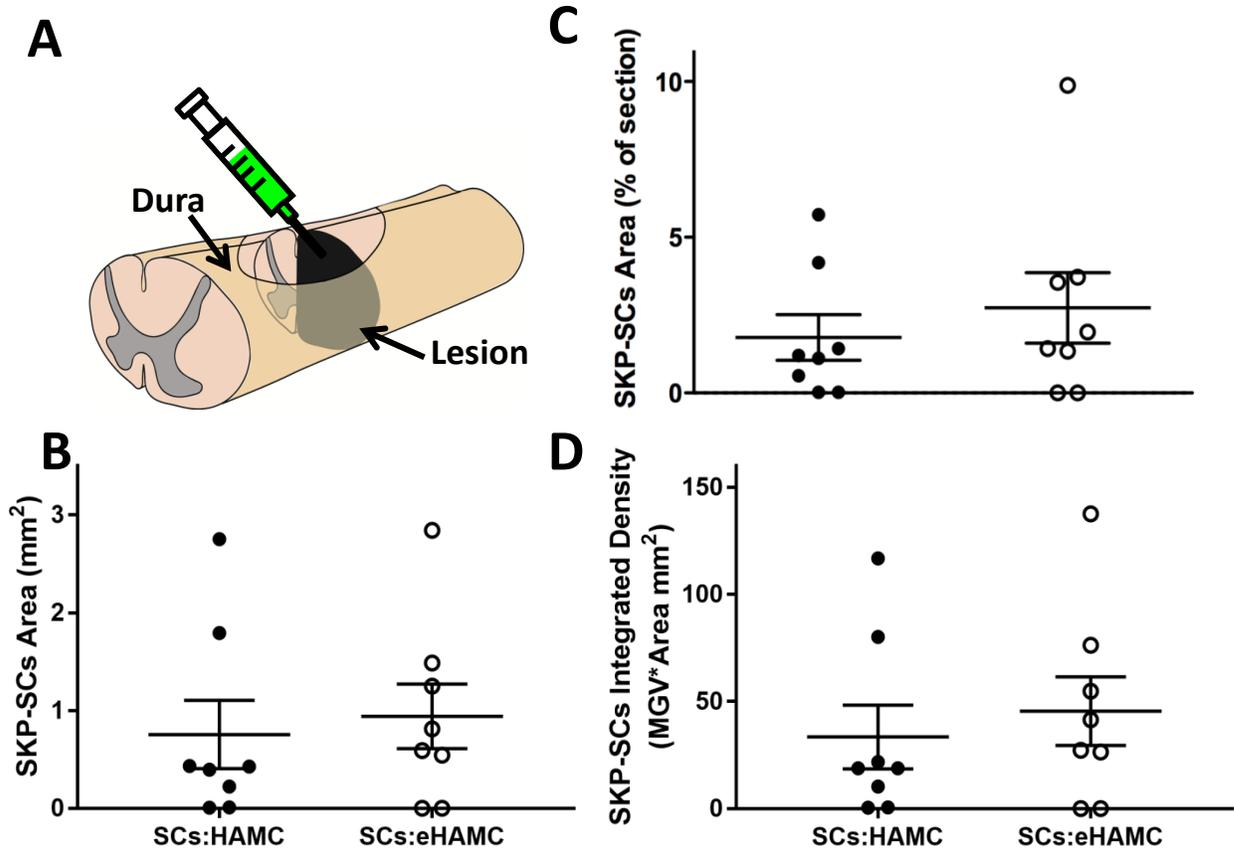 A
Dura
Lesion
C
SKP-SCs Area (% of section)
10
5
0
B
SKP-SCs Area (mm²)
3
2
1
0
SCs:HAMC
SCs:eHAMC
D
SKP-SCs Integrated Density
(MGV*Area mm²)
150
100
50
0
SCs:HAMC
SCs:eHAMC